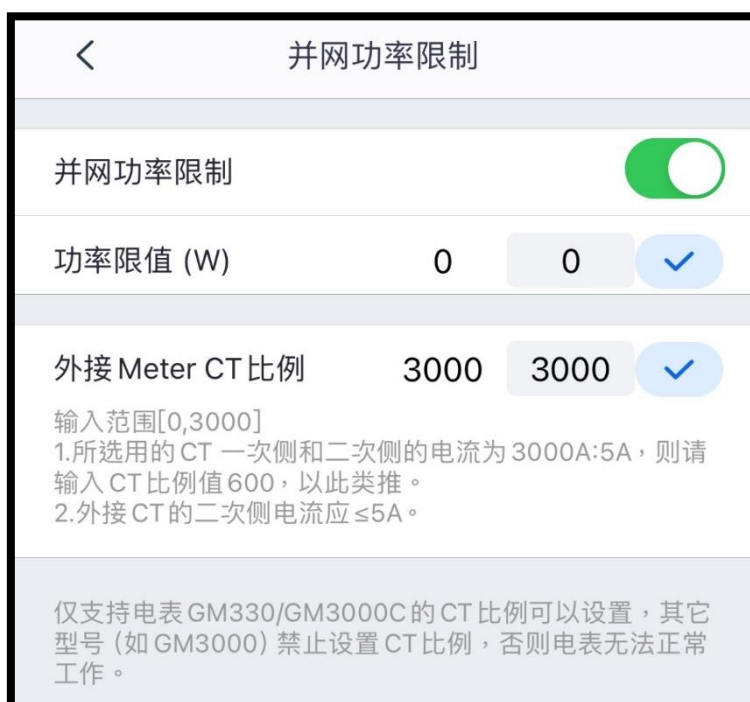 并网功率限制
并网功率限制
功率限值 (W) 0 0
外接 Meter CT比例 3000 3000
输入范围[0,3000]
1.所选用的CT 一次侧和二次侧的电流为3000A:5A，则请
输入CT比例值600，以此类推。
2.外接CT的二次侧电流应≤5A。
仅支持电表GM330/GM3000C的CT比例可以设置，其它
型号（如GM3000）禁止设置CT比例，否则电表无法正常
工作。